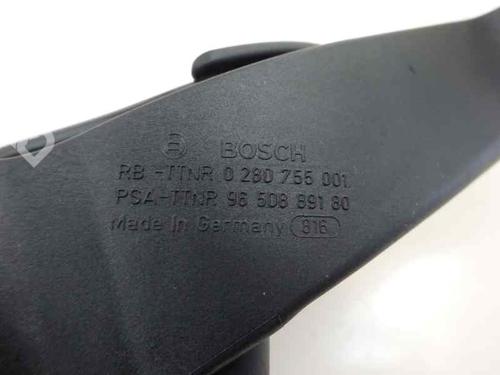 BOSCH
RB-TTNR 0 280 755 001
PSA-TTNR 96 508 891 80
Made in Germany 816